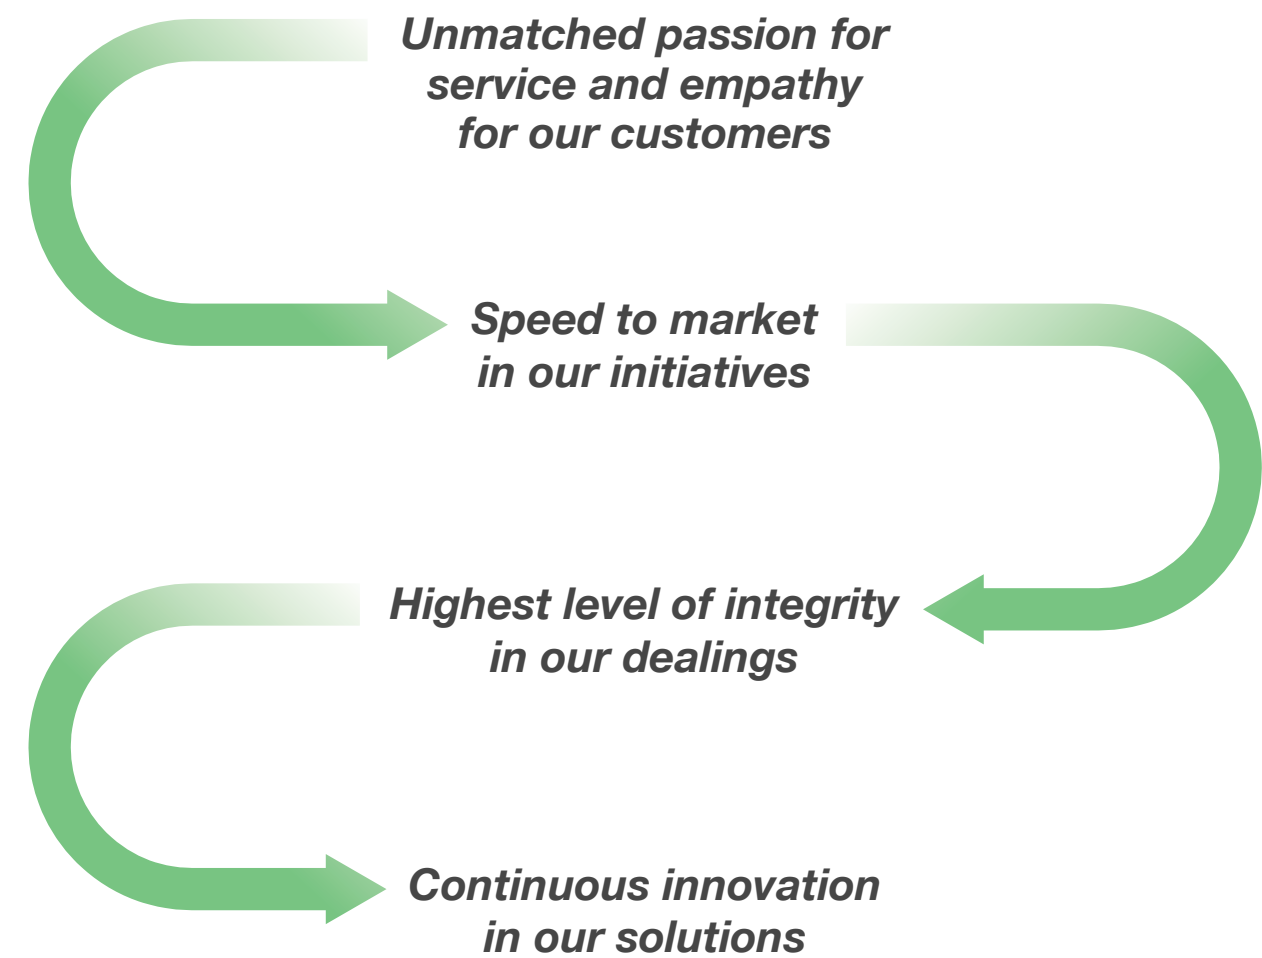 Unmatched passion for
service and empathy
for our customers
Speed to market
in our initiatives
Highest level of integrity
in our dealings
Continuous innovation
in our solutions